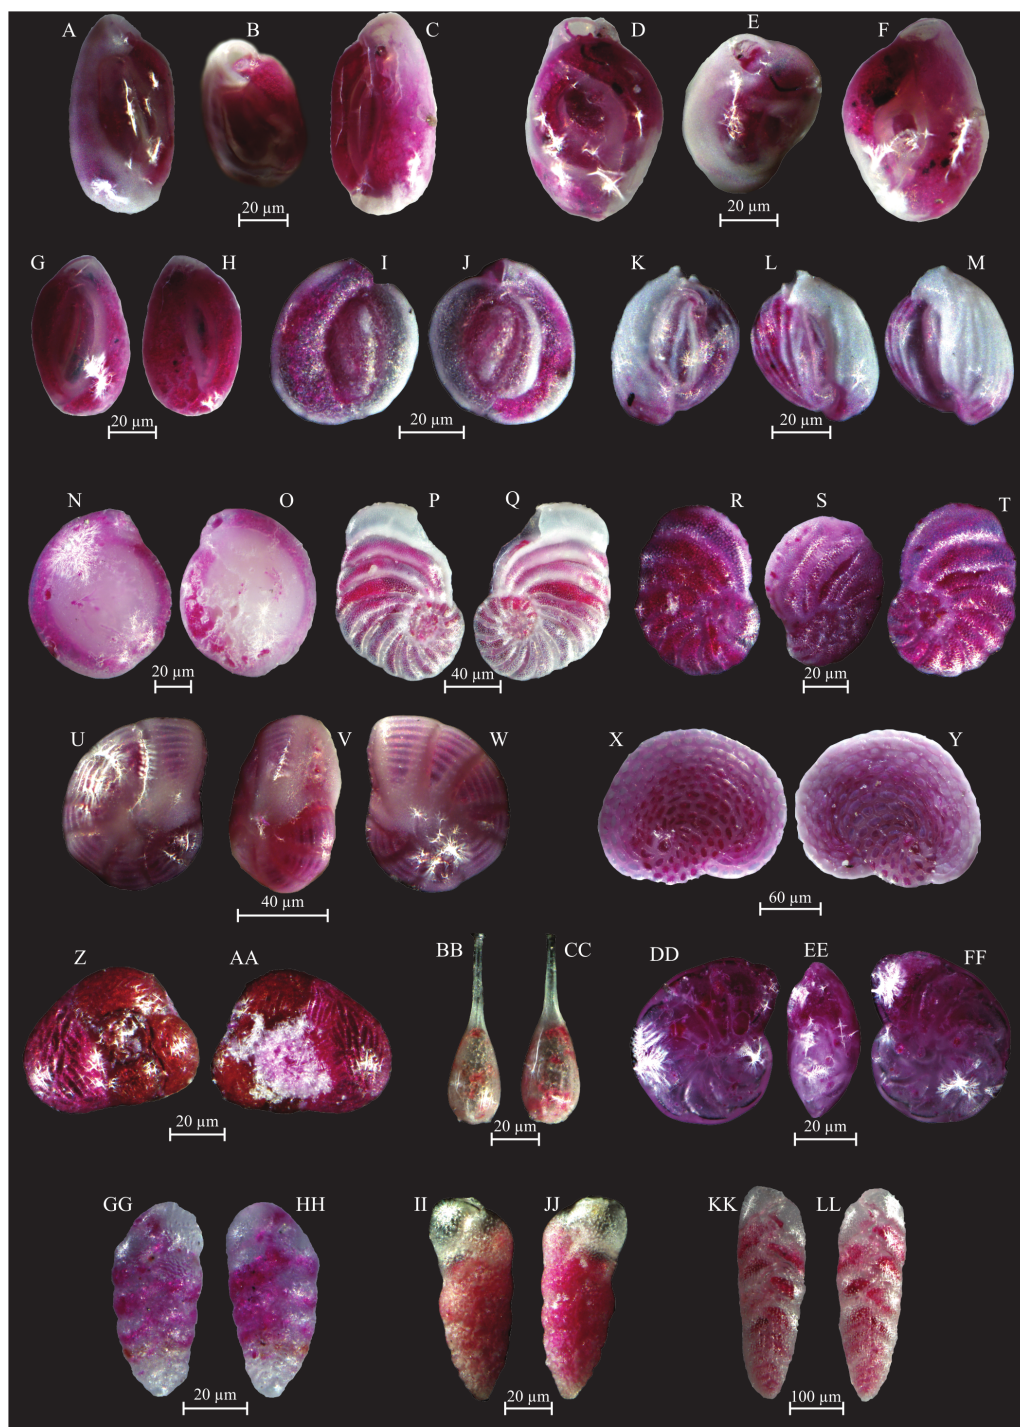 A B C D E F
20 µm 20 µm
G H I J K L M
20 µm 20 µm 20 µm
N O P Q R S T
20 µm 40 µm 20 µm
U V W X Y
40 µm 60 µm
Z AA BB CC DD EE FF
20 µm 20 µm 20 µm
GG HH II JJ KK LL
20 µm 20 µm 100 µm